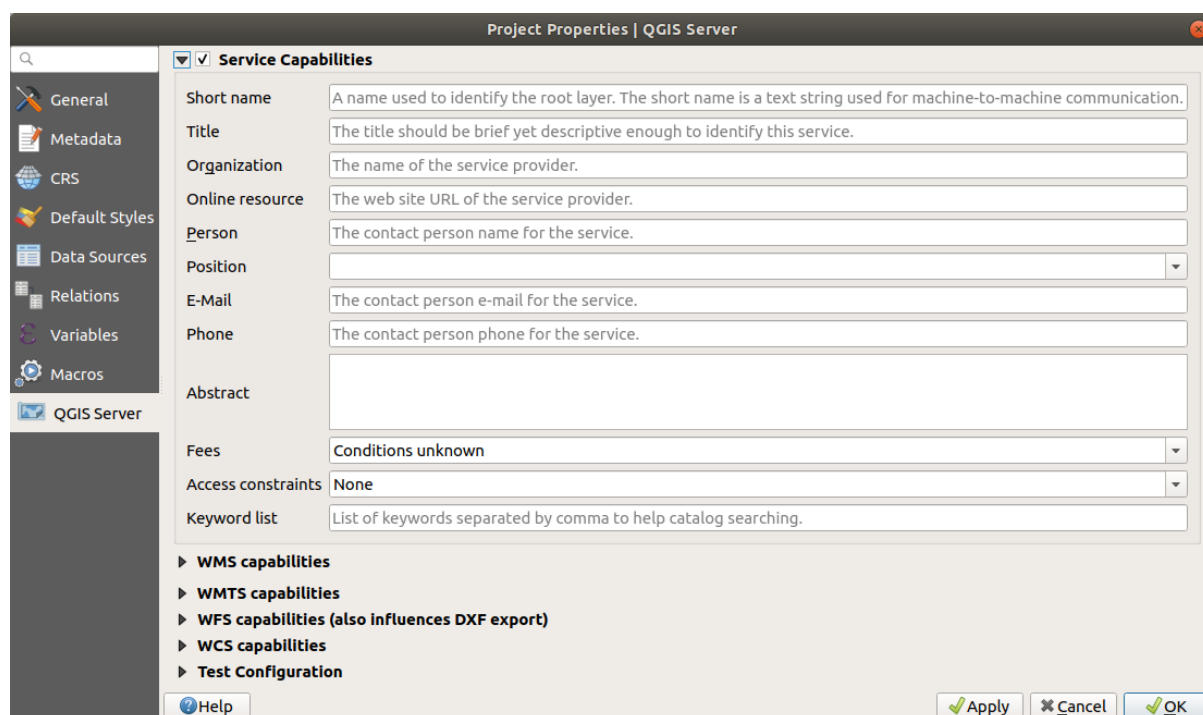 Project Properties | QGIS Server
General
Metadata
CRS
Default Styles
Data Sources
Relations
Variables
Macros
QGIS Server
Service Capabilities
Short name A name used to identify the root layer. The short name is a text string used for machine-to-machine communication.
Title The title should be brief yet descriptive enough to identify this service.
Organization The name of the service provider.
Online resource The web site URL of the service provider.
Person The contact person name for the service.
Position
E-Mail The contact person e-mail for the service.
Phone The contact person phone for the service.
Abstract
Fees Conditions unknown
Access constraints None
Keyword list List of keywords separated by comma to help catalog searching.
WMS capabilities
WMTS capabilities
WFS capabilities (also influences DXF export)
WCS capabilities
Test Configuration
Help Apply Cancel OK